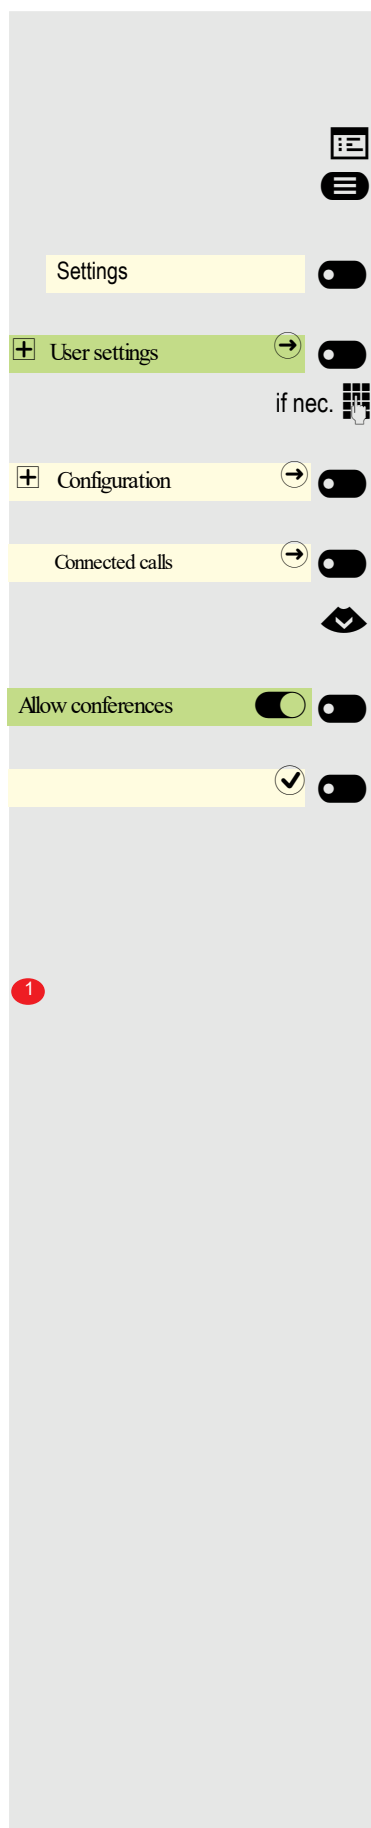 Settings
User settings
if nec.
Configuration
Connected calls
Allow conferences
1